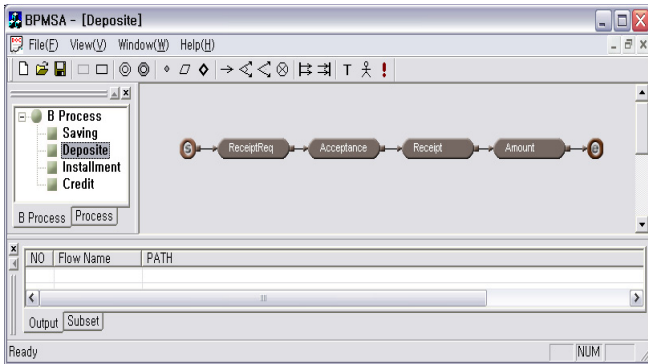 BPMSA - [Deposite]
File(F) View(V) Window(W) Help(H)
T
B Process
Saving
Deposite
Installment
Credit
B Process Process
S ReceiptReq Acceptance Receipt Amount e
NO Flow Name PATH
Output Subset
Ready NUM